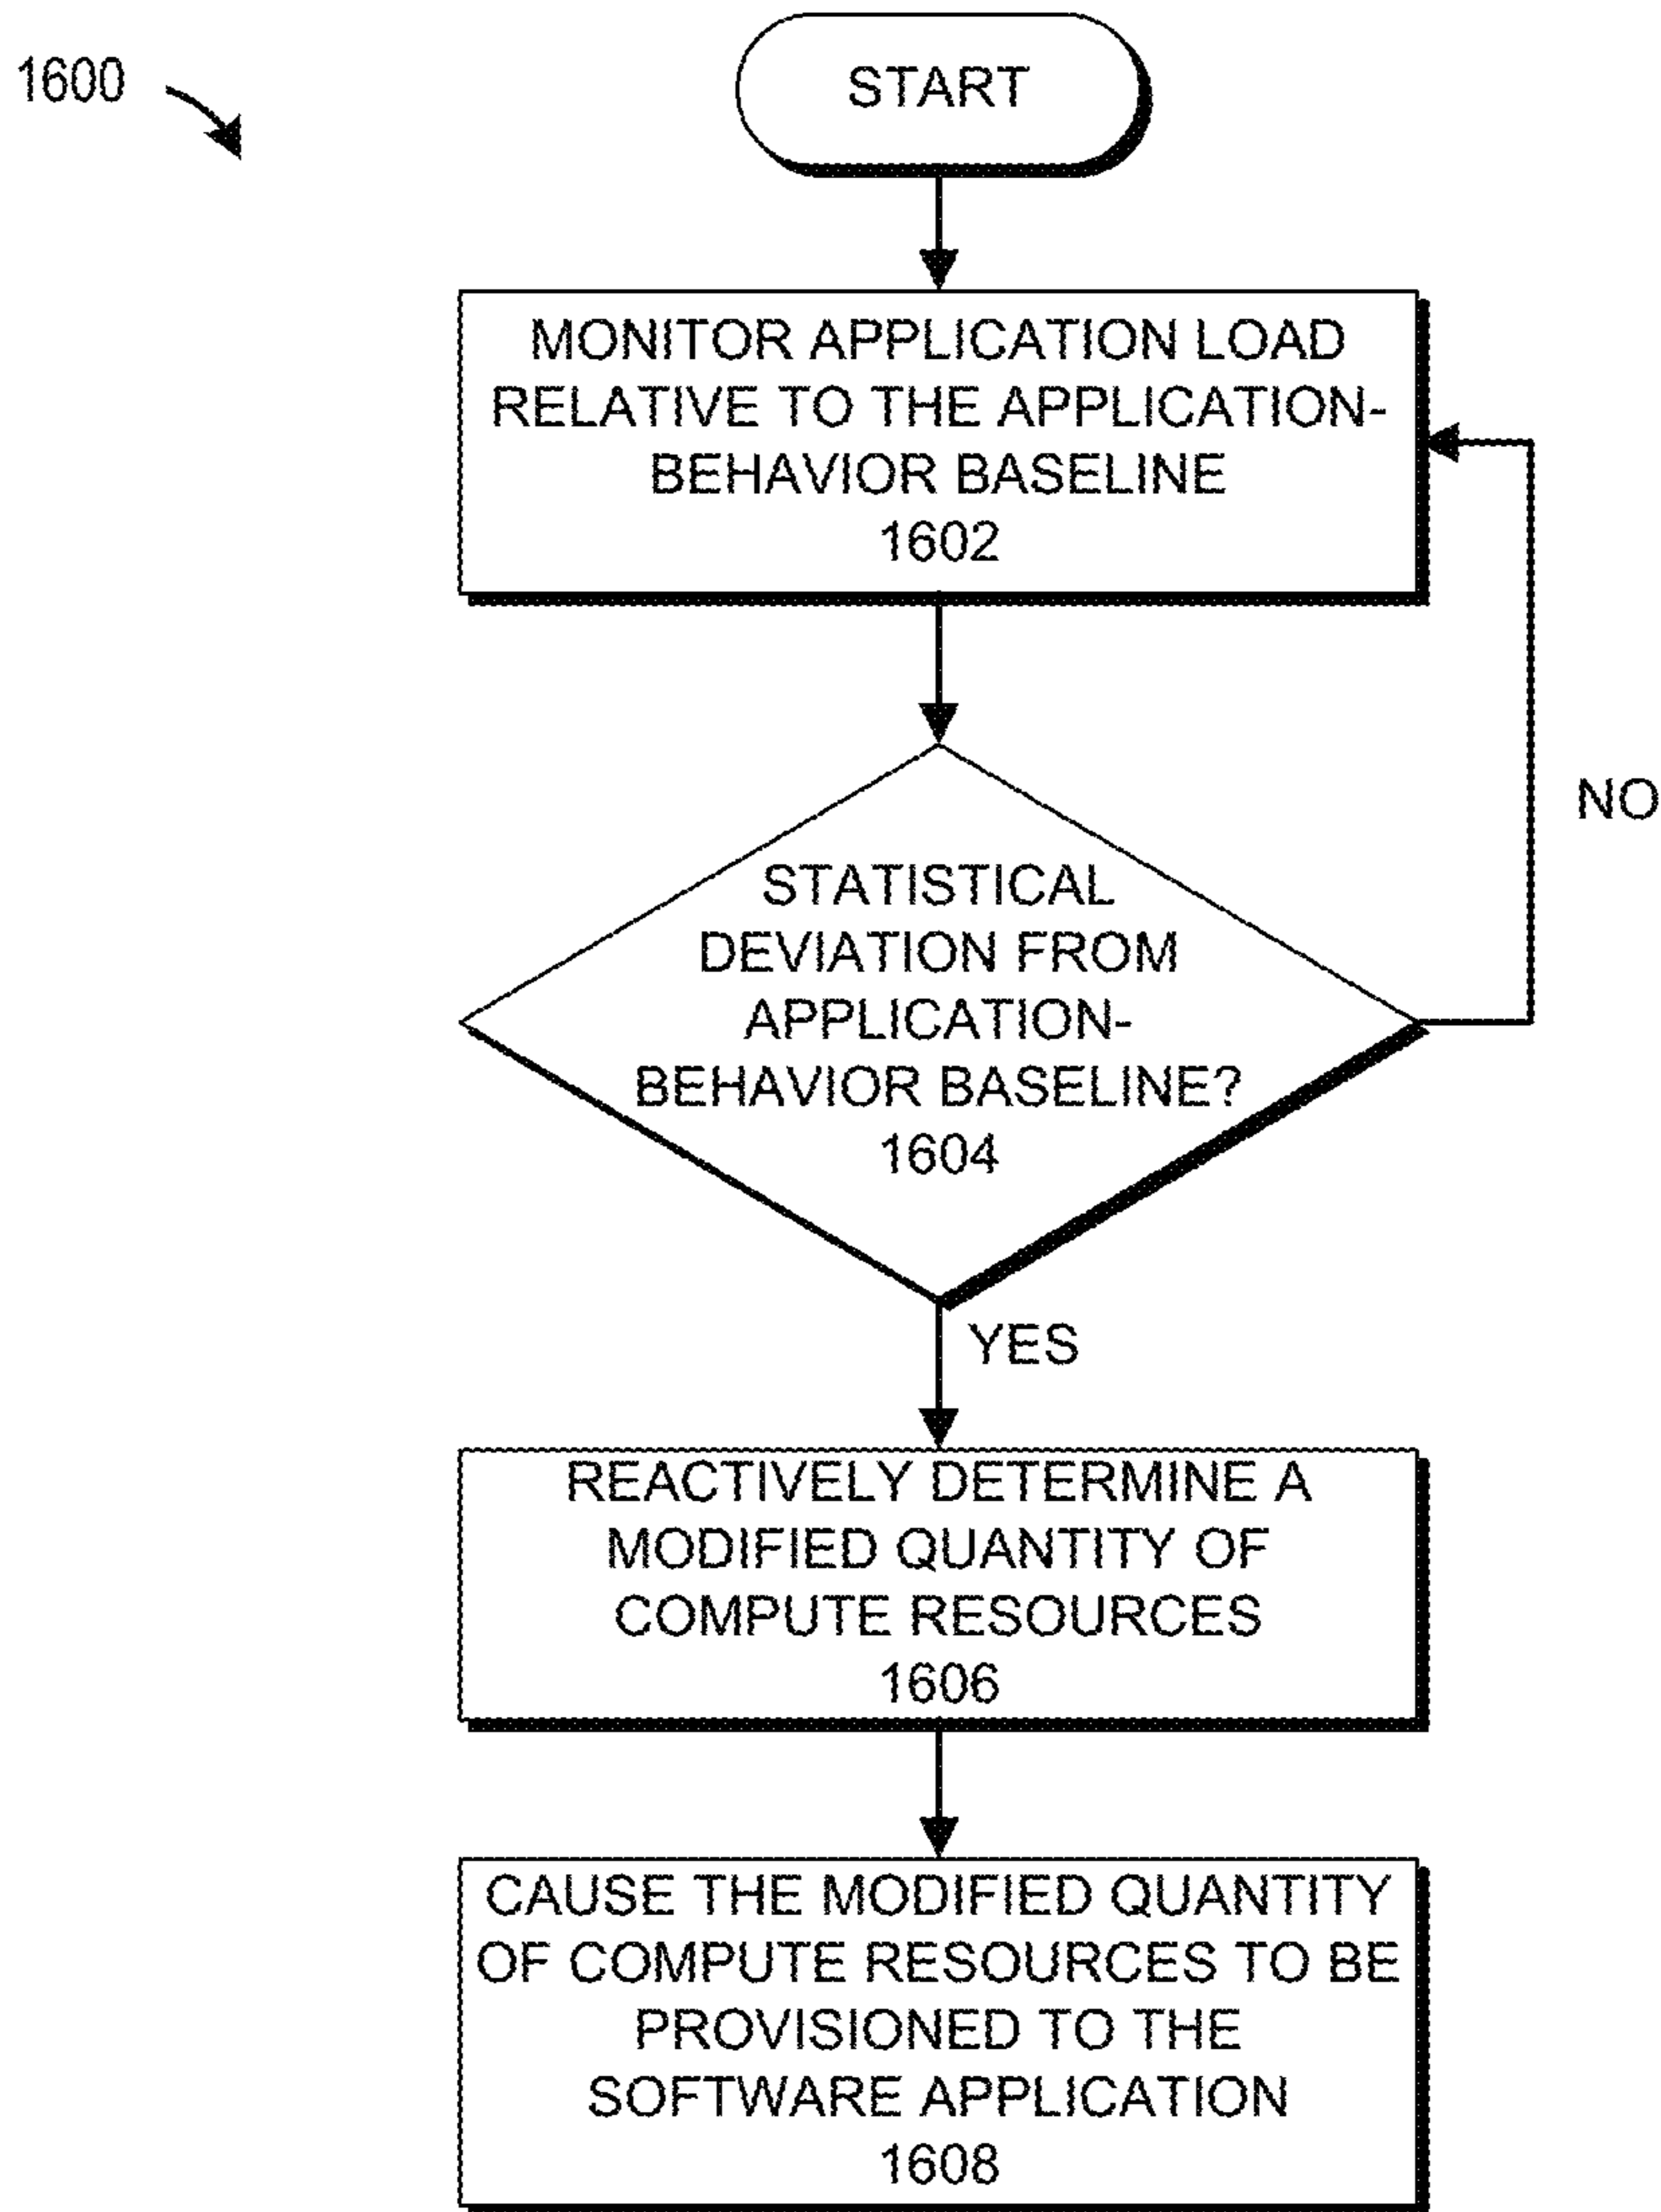 1600
START
MONITOR APPLICATION LOAD
RELATIVE TO THE APPLICATION-
BEHAVIOR BASELINE
1602
STATISTICAL
DEVIATION FROM
APPLICATION-
BEHAVIOR BASELINE?
1604
NO
YES
REACTIVELY DETERMINE A
MODIFIED QUANTITY OF
COMPUTE RESOURCES
1606
CAUSE THE MODIFIED QUANTITY
OF COMPUTE RESOURCES TO BE
PROVISIONED TO THE
SOFTWARE APPLICATION
1608